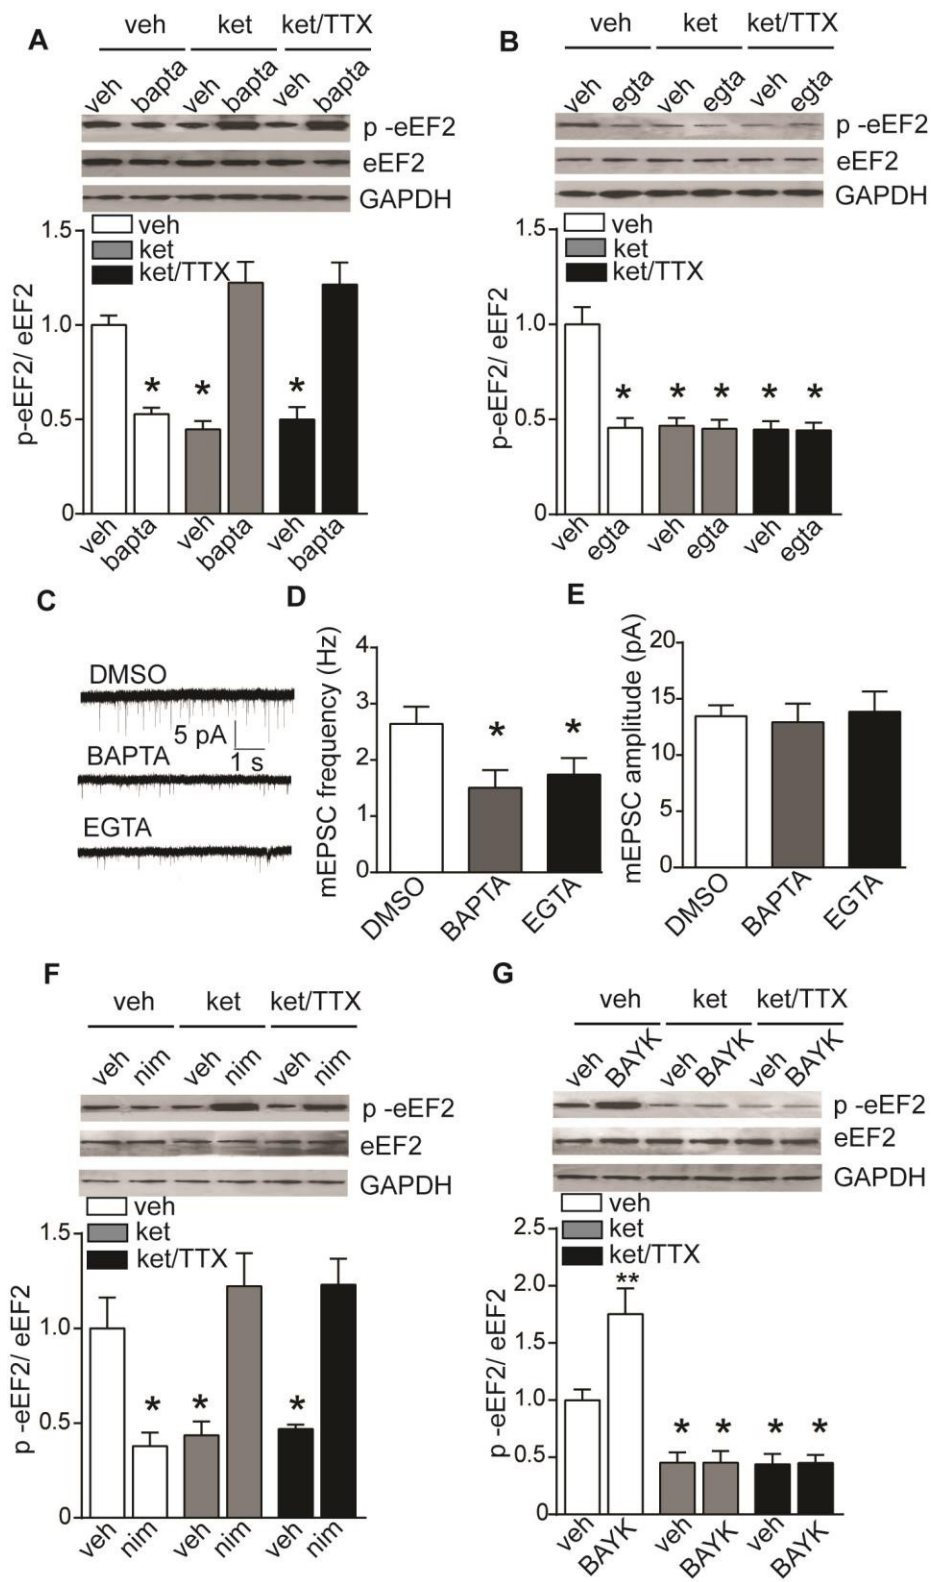 A
veh ket ket/TTX
veh bapta veh bapta veh bapta
p -eEF2
eEF2
GAPDH
veh
ket
ket/TTX
p-eEF2/ eEF2
1.5
1.0
0.5
0
* * *
veh bapta veh bapta veh bapta
B
veh ket ket/TTX
veh egta veh egta veh egta
p -eEF2
eEF2
GAPDH
veh
ket
ket/TTX
p-eEF2/ eEF2
1.5
1.0
0.5
0
* * * * *
veh egta veh egta veh egta
C
DMSO
5 pA
1 s
BAPTA
EGTA
D
mEPSC frequency (Hz)
4
3
2
1
0
* *
DMSO BAPTA EGTA
E
mEPSC amplitude (pA)
20
15
10
5
0
DMSO BAPTA EGTA
F
veh ket ket/TTX
veh nim veh nim veh nim
p -eEF2
eEF2
GAPDH
veh
ket
ket/TTX
p -eEF2/ eEF2
1.5
1.0
0.5
0
* * *
veh nim veh nim veh nim
G
veh ket ket/TTX
veh BAYK veh BAYK veh BAYK
p -eEF2
eEF2
GAPDH
veh
ket
ket/TTX
p -eEF2/ eEF2
2.5
2.0
1.5
1.0
0.5
0
**
* * * *
veh BAYK veh BAYK veh BAYK